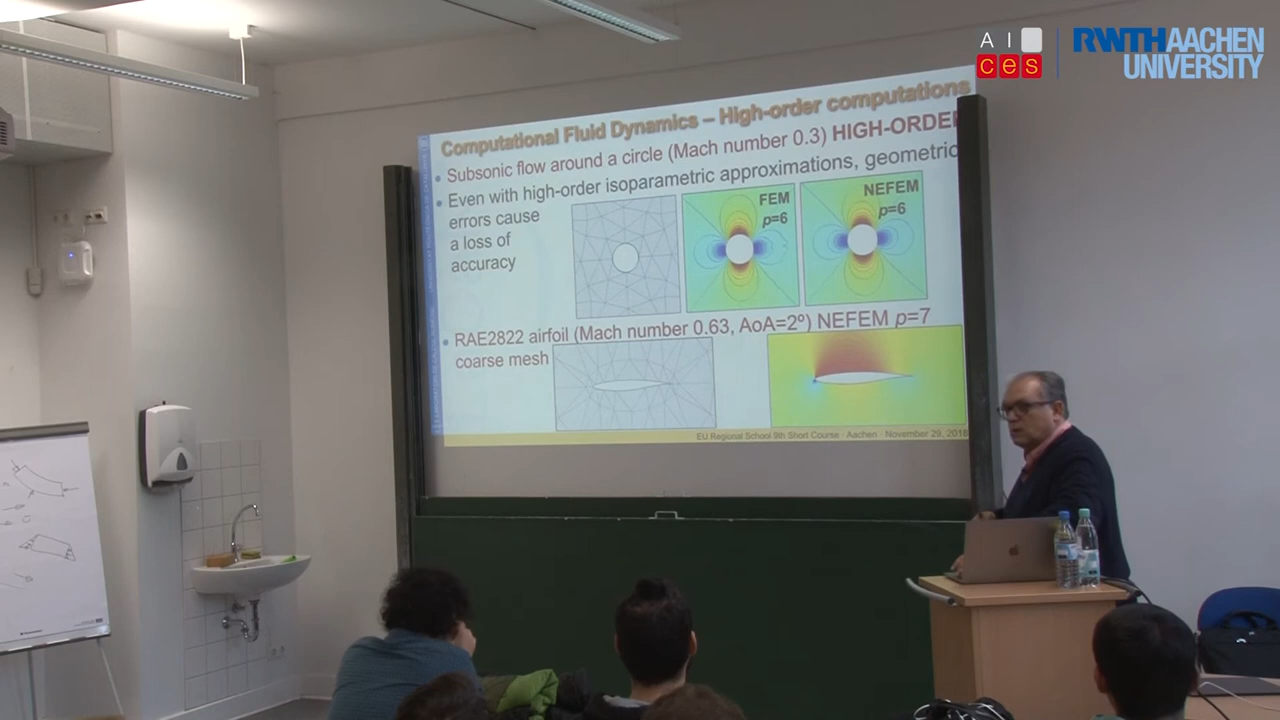 AI
ces
RWTHAACHEN
UNIVERSITY
Computational Fluid Dynamics – High-order computations
• Subsonic flow around a circle (Mach number 0.3) HIGH-ORDER
• Even with high-order isoparametric approximations, geometric
errors cause
a loss of
accuracy
FEM
p=6
NEFEM
p=6
• RAE2822 airfoil (Mach number 0.63, AoA=2º) NEFEM p=7
coarse mesh
EU Regional School 9th Short Course · Aachen · November 29, 2018